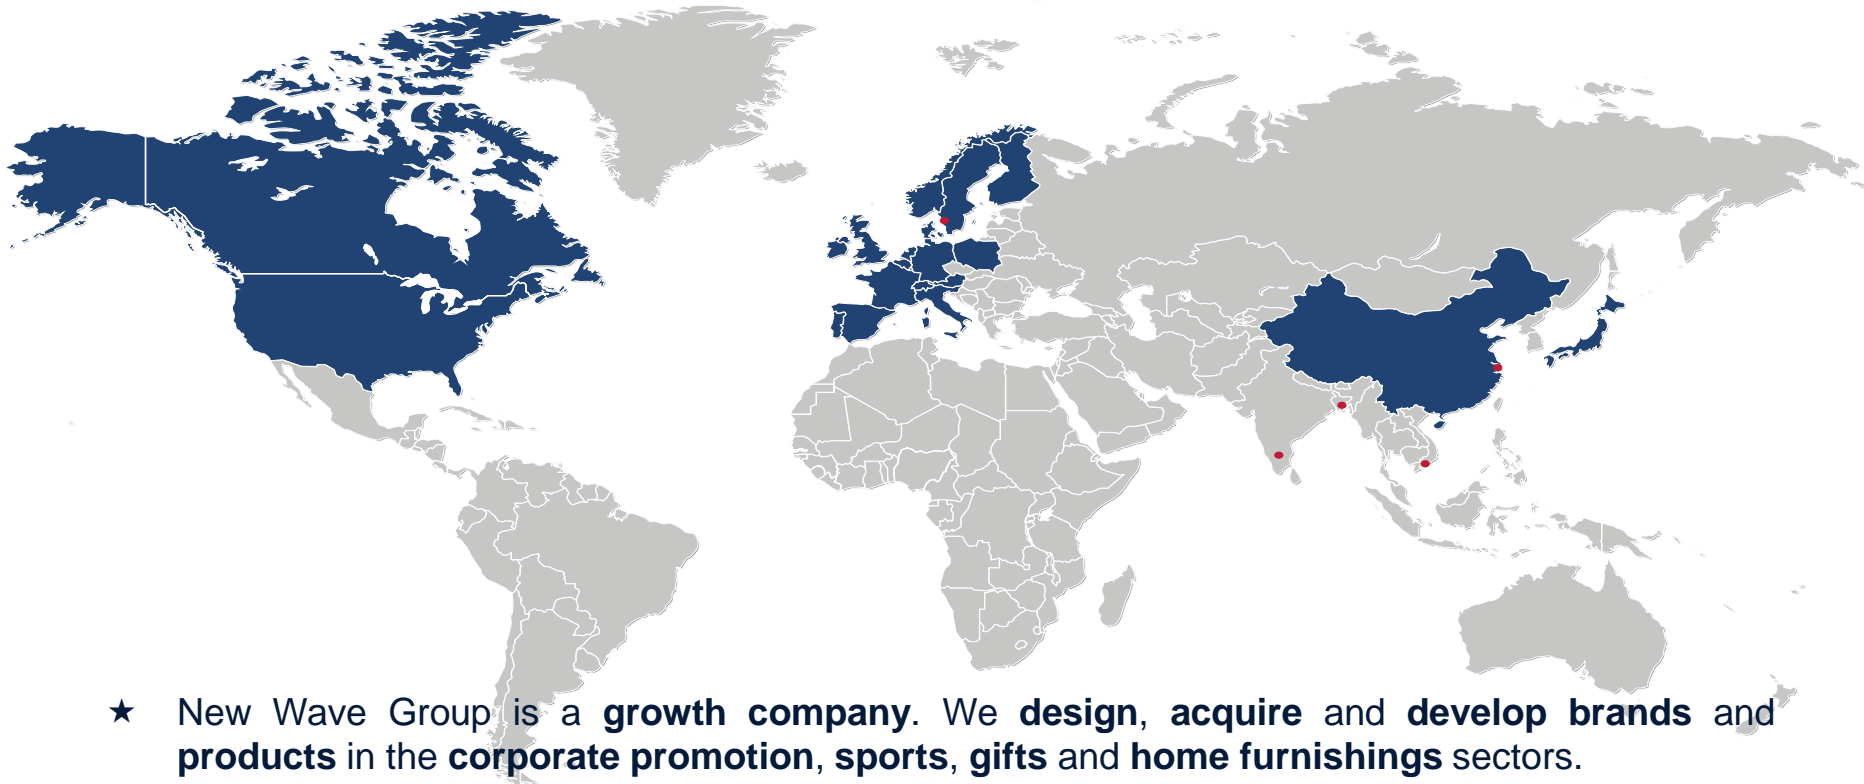 ★ New Wave Group is a growth company. We design, acquire and develop brands and
products in the corporate promotion, sports, gifts and home furnishings sectors.